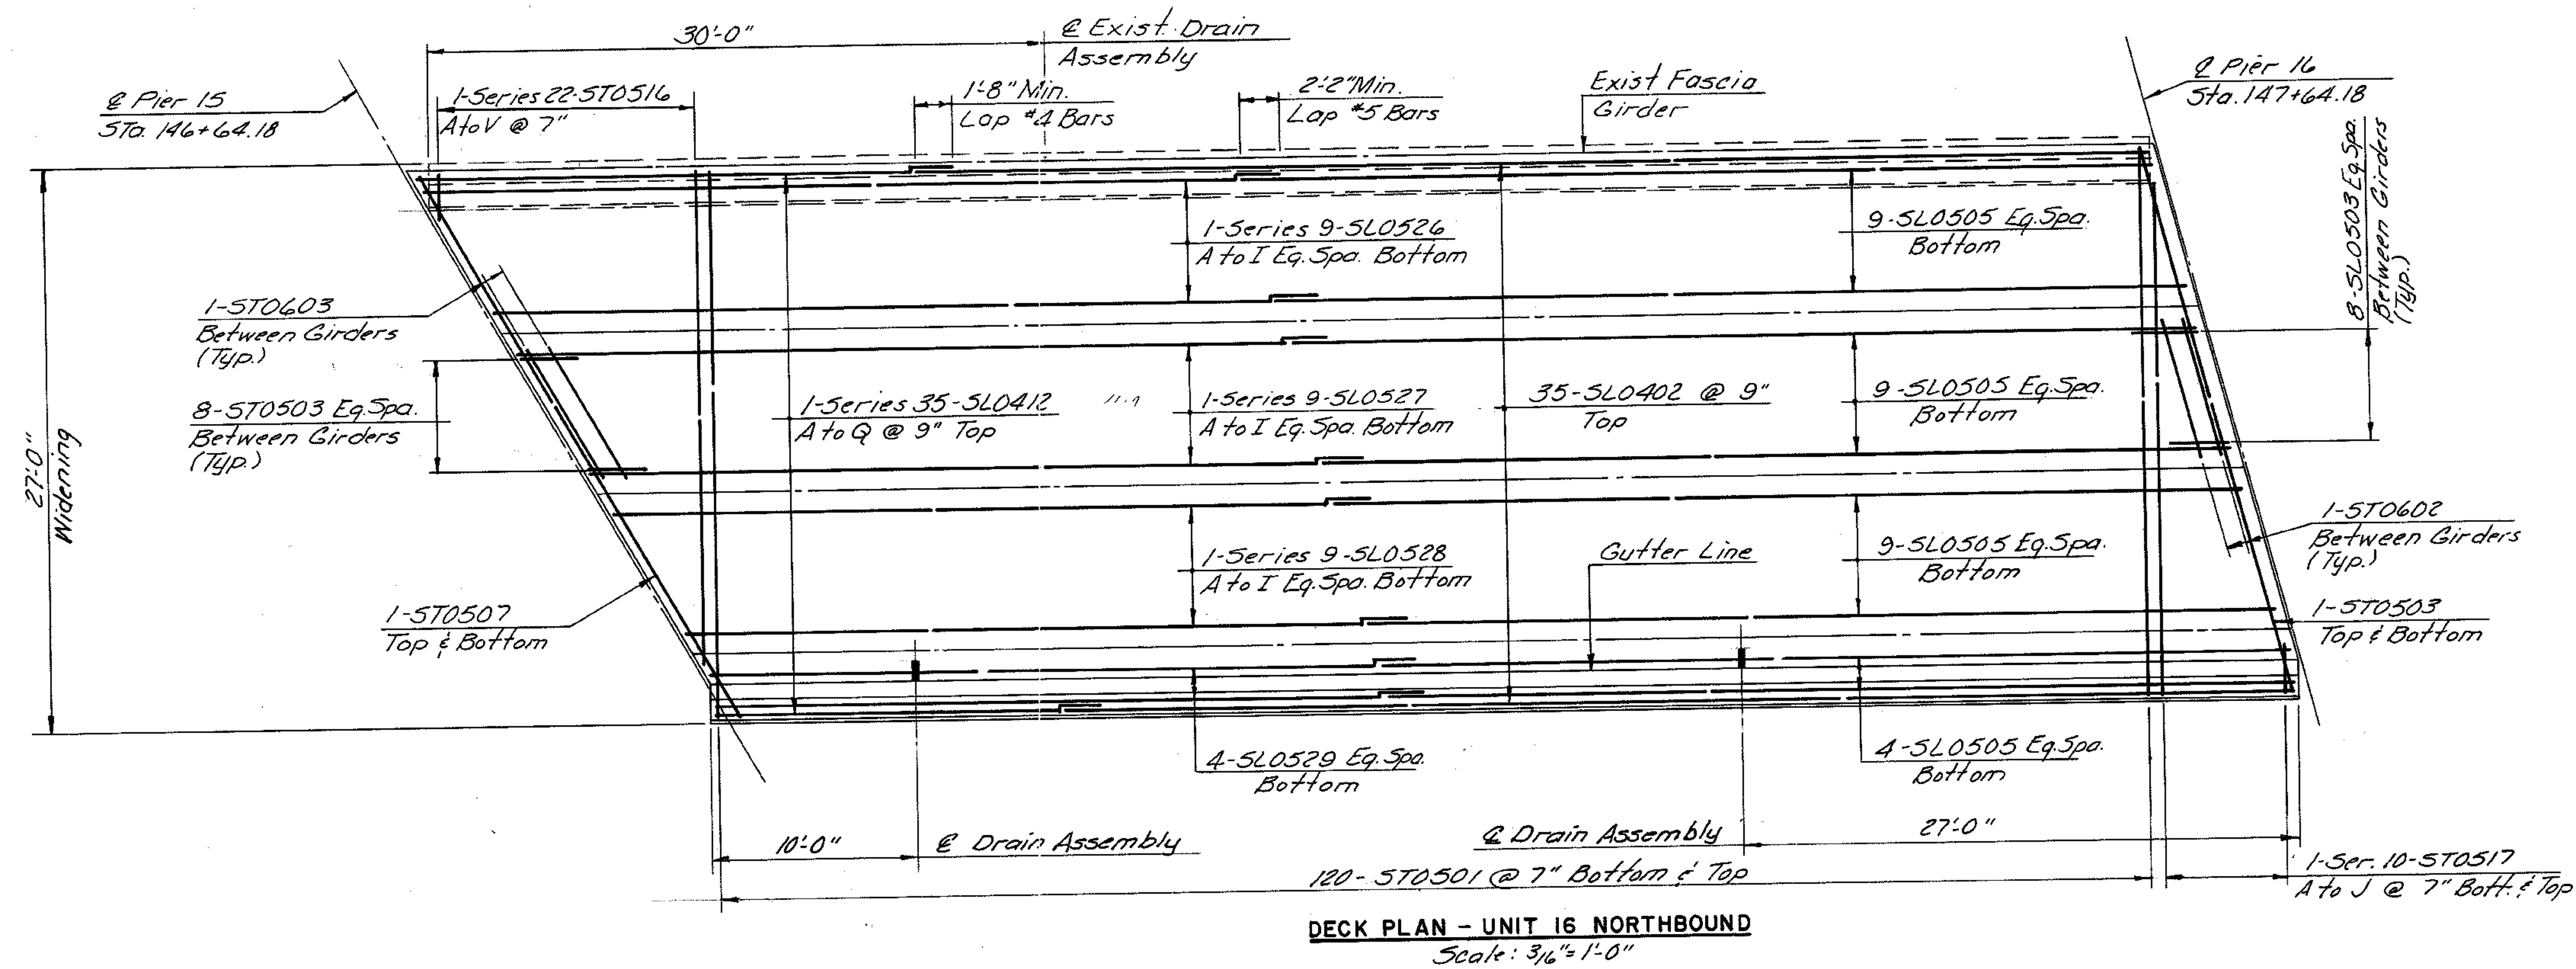 30'-0"
℄ Exist. Drain
Assembly
℄ Pier 15
STa. 146+64.18
1-Series 22-ST0516
A to V @ 7"
1'-8" Min.
Lap #4 Bars
2'-2" Min.
Lap #5 Bars
Exist Fascia
Girder
℄ Pier 16
Sta. 147+64.18
8-SL0503 Eq. Spa.
Between Girders
(Typ.)
1-Series 9-SL0526
A to I Eq. Spa. Bottom
9-SL0505 Eq. Spa.
Bottom
1-ST0603
Between Girders
(Typ.)
8-ST0503 Eq. Spa.
Between Girders
(Typ.)
27'-0"
Widening
1-Series 35-SL0412
A to Q @ 9" Top
1-Series 9-SL0527
A to I Eq. Spa. Bottom
35-SL0402 @ 9"
Top
9-SL0505 Eq. Spa.
Bottom
1-ST0602
Between Girders
(Typ.)
1-Series 9-SL0528
A to I Eq. Spa. Bottom
Gutter Line
9-SL0505 Eq. Spa.
Bottom
1-ST0507
Top & Bottom
1-ST0503
Top & Bottom
4-SL0529 Eq. Spa.
Bottom
4-SL0505 Eq. Spa.
Bottom
10'-0"
℄ Drain Assembly
℄ Drain Assembly
27'-0"
120-ST0501 @ 7" Bottom & Top
1-Ser. 10-ST0517
A to J @ 7" Bott. & Top
DECK PLAN - UNIT 16 NORTHBOUND
Scale: 3/16"=1'-0"